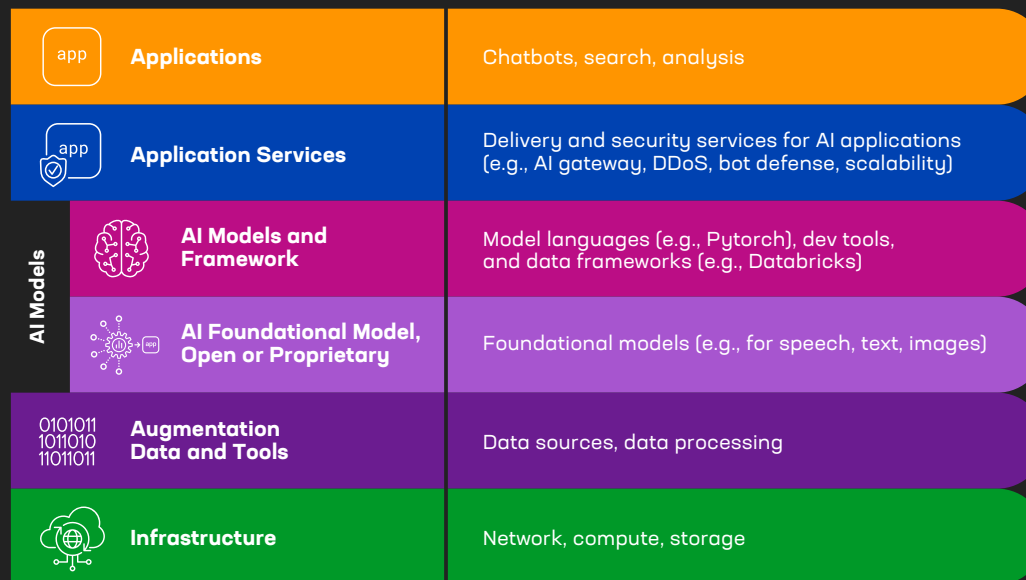 app
Applications
Chatbots, search, analysis
app
Application Services
Delivery and security services for AI applications
(e.g., AI gateway, DDoS, bot defense, scalability)
AI Models
AI Models and
Framework
Model languages (e.g., Pytorch), dev tools,
and data frameworks (e.g., Databricks)
app
AI Foundational Model,
Open or Proprietary
Foundational models (e.g., for speech, text, images)
0101011
1011010
11011011
Augmentation
Data and Tools
Data sources, data processing
Infrastructure
Network, compute, storage